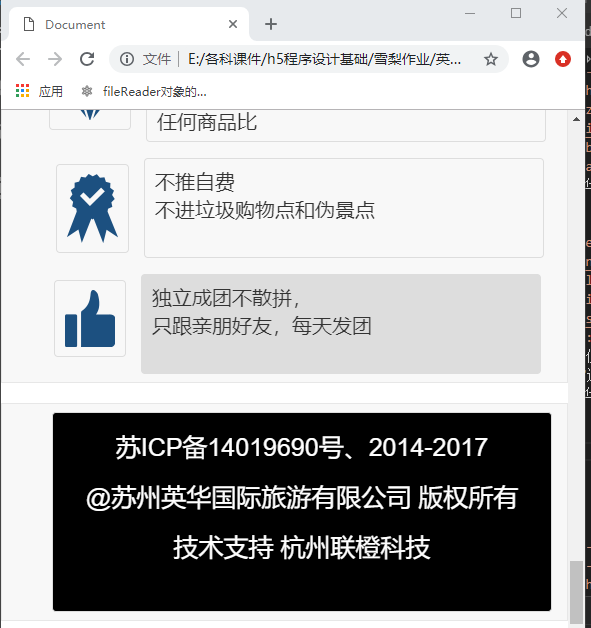 Document
文件
E:/各科课件/h5程序设计基础/雪梨作业/英...
应用
fileReader对象的...
任何商品比
不推自费
不进垃圾购物点和伪景点
独立成团不散拼，
只跟亲朋好友，每天发团
苏ICP备14019690号、2014-2017
@苏州英华国际旅游有限公司 版权所有
技术支持 杭州联橙科技